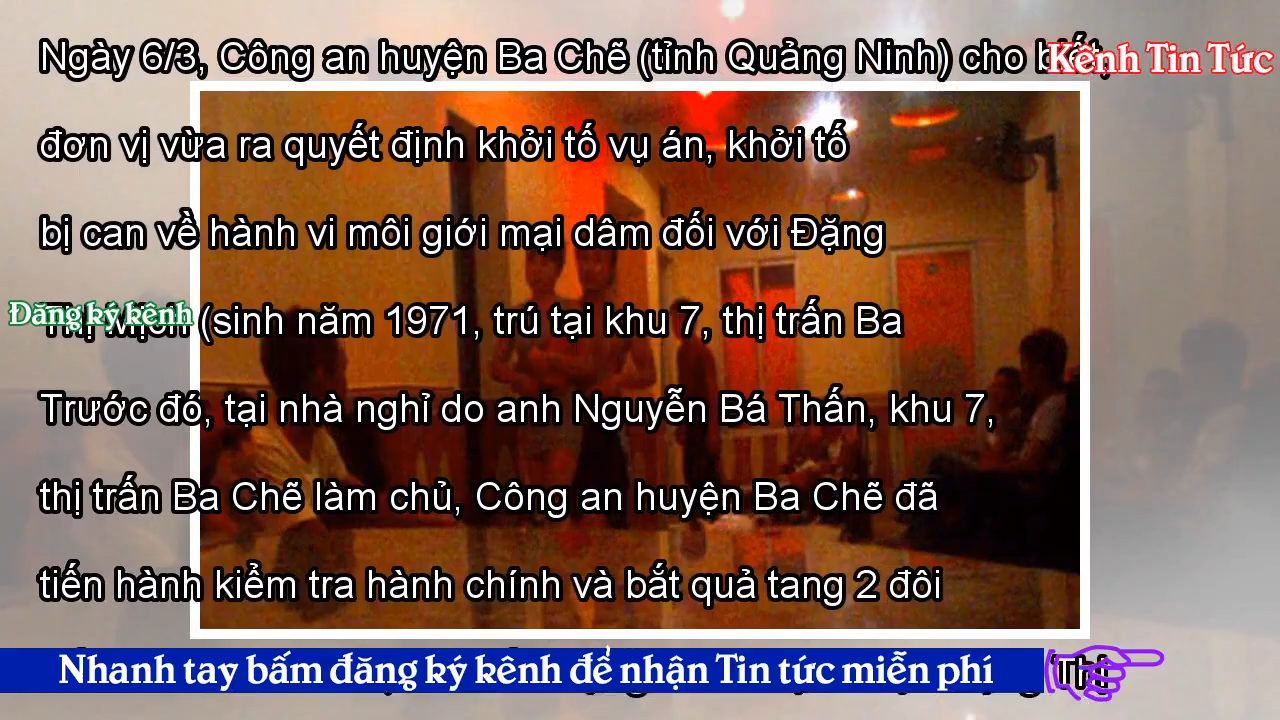 Ngày 6/3, Công an huyện Ba Chẽ (tỉnh Quảng Ninh) cho biết,
Kênh Tin Tức
đơn vị vừa ra quyết định khởi tố vụ án, khởi tố
bị can về hành vi môi giới mại dâm đối với Đặng
Đăng ký kênh
(sinh năm 1971, trú tại khu 7, thị trấn Ba
Trước đó, tại nhà nghỉ do anh Nguyễn Bá Thấn, khu 7,
thị trấn Ba Chẽ làm chủ, Công an huyện Ba Chẽ đã
tiến hành kiểm tra hành chính và bắt quả tang 2 đôi
Nhanh tay bấm đăng ký kênh để nhận Tin tức miễn phí